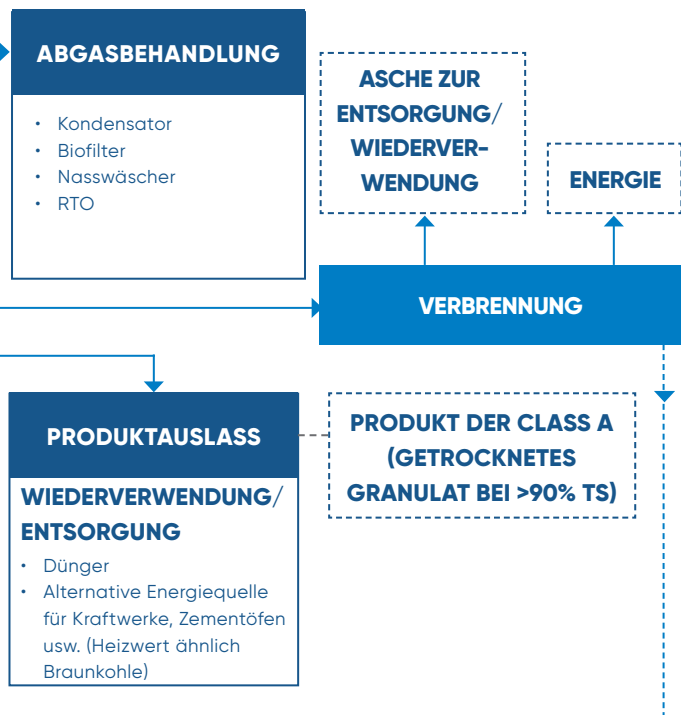 ABGASBEHANDLUNG
• Kondensator
• Biofilter
• Nasswäscher
• RTO
ASCHE ZUR
ENTSORGUNG/
WIEDERVER-
WENDUNG
ENERGIE
VERBRENNUNG
PRODUKTAUSLASS
WIEDERVERWENDUNG/
ENTSORGUNG
• Dünger
• Alternative Energiequelle
für Kraftwerke, Zementöfen
usw. (Heizwert ähnlich
Braunkohle)
PRODUKT DER CLASS A
(GETROCKNETES
GRANULAT BEI >90% TS)